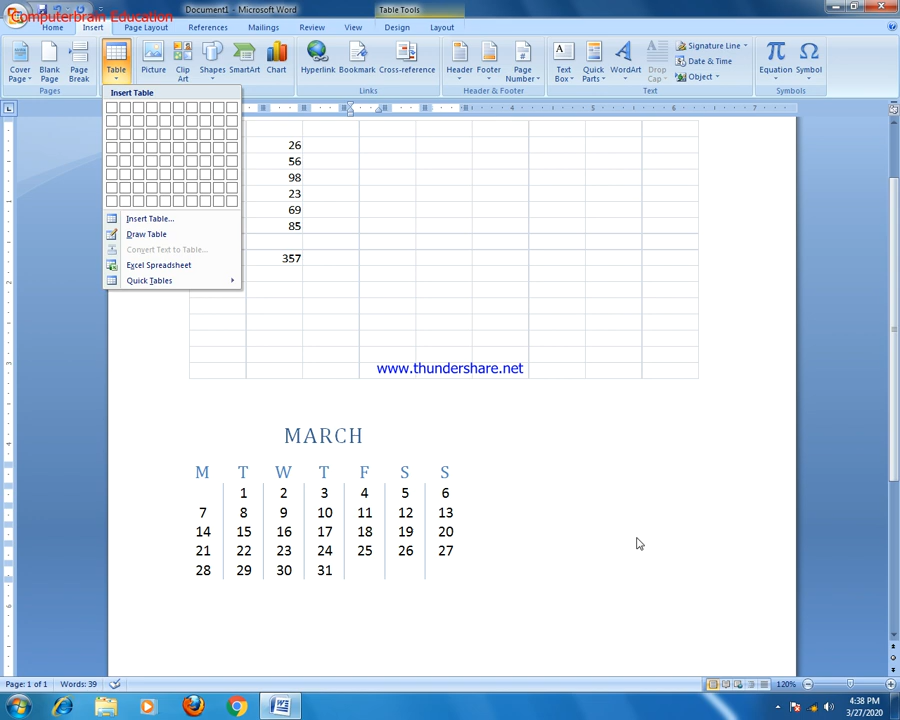 Computerbrain Education
Document1 - Microsoft Word
Table Tools
Home Insert Page Layout References Mailings Review View Design Layout
Cover Page
Blank Page
Page Break
Table
Picture
Clip Art
Shapes
SmartArt
Chart
Hyperlink
Bookmark
Cross-reference
Header
Footer
Page Number
Text Box
Quick Parts
WordArt
Drop Cap
Signature Line
Date & Time
Object
Equation
Symbol
Pages Links Header & Footer Text Symbols
Insert Table
Insert Table...
Draw Table
Convert Text to Table...
Excel Spreadsheet
Quick Tables
26
56
98
23
69
85
357
www.thundershare.net
MARCH
M T W T F S S
1 2 3 4 5 6
7 8 9 10 11 12 13
14 15 16 17 18 19 20
21 22 23 24 25 26 27
28 29 30 31
Page: 1 of 1 Words: 39 120%
4:38 PM
3/27/2020